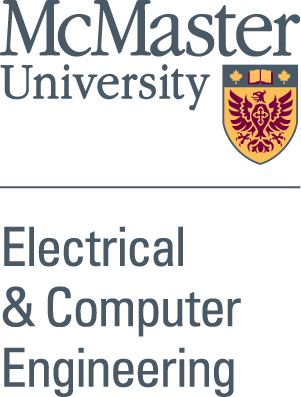 McMaster
University
Electrical
& Computer
Engineering